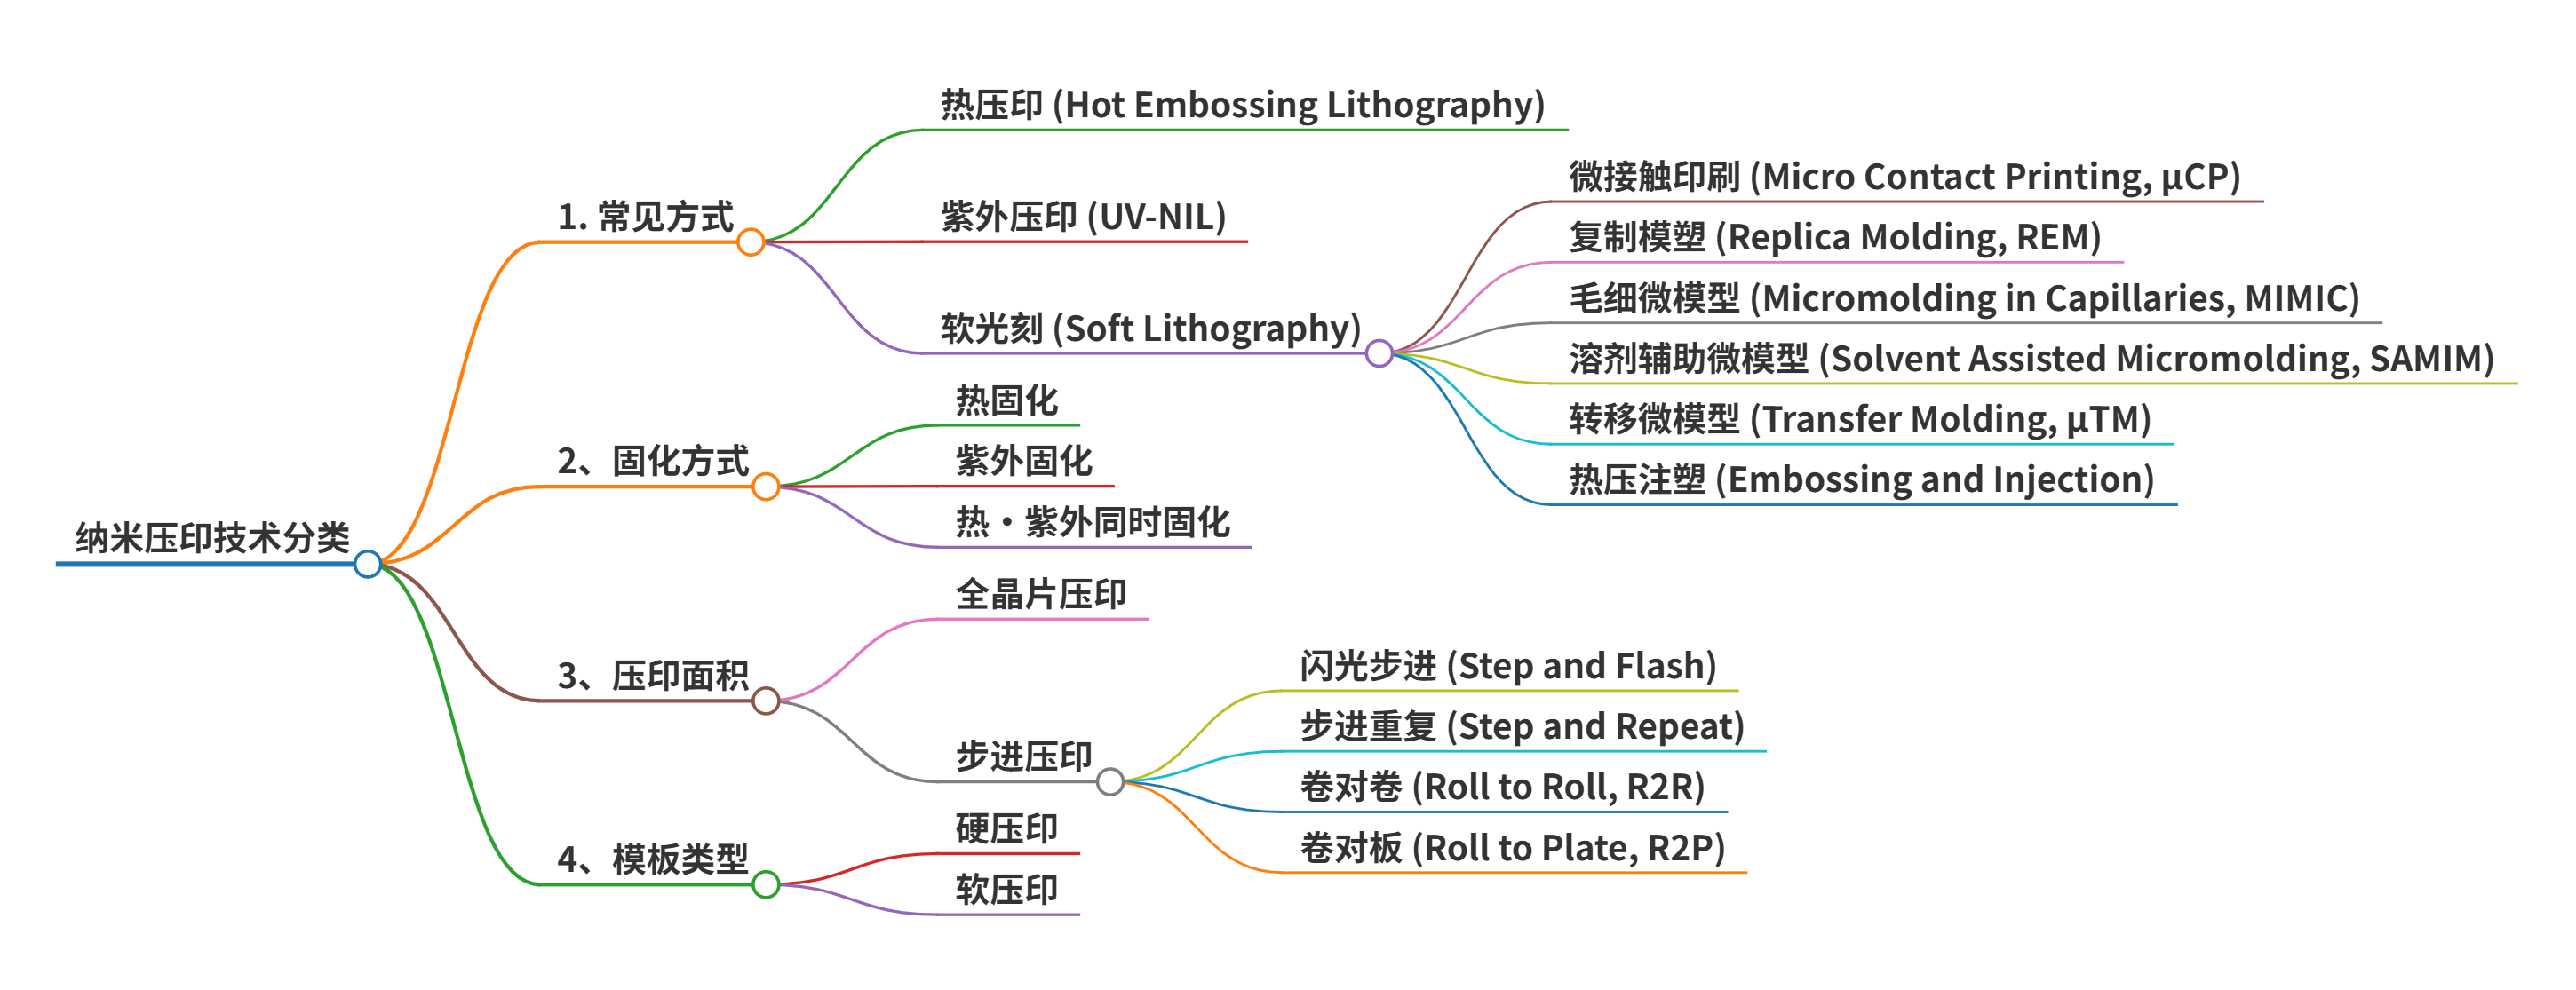 纳米压印技术分类
1. 常见方式
热压印 (Hot Embossing Lithography)
紫外压印 (UV-NIL)
软光刻 (Soft Lithography)
微接触印刷 (Micro Contact Printing, μCP)
复制模塑 (Replica Molding, REM)
毛细微模型 (Micromolding in Capillaries, MIMIC)
溶剂辅助微模型 (Solvent Assisted Micromolding, SAMIM)
转移微模型 (Transfer Molding, μTM)
热压注塑 (Embossing and Injection)
2、固化方式
热固化
紫外固化
热・紫外同时固化
3、压印面积
全晶片压印
步进压印
闪光步进 (Step and Flash)
步进重复 (Step and Repeat)
卷对卷 (Roll to Roll, R2R)
卷对板 (Roll to Plate, R2P)
4、模板类型
硬压印
软压印